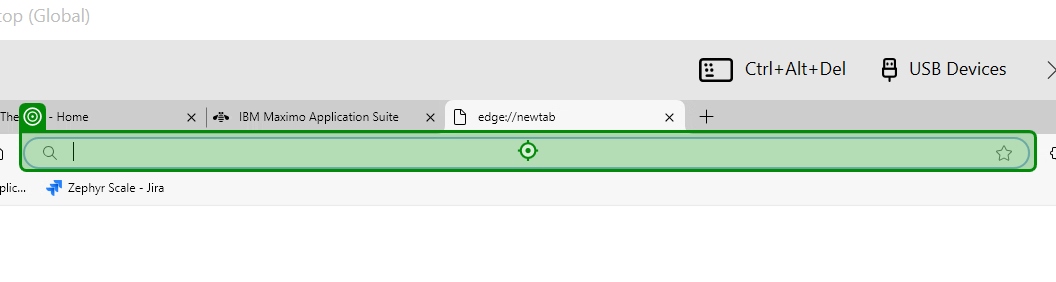 top (Global)
Ctrl+Alt+Del USB Devices
The - Home IBM Maximo Application Suite edge://newtab
plic... Zephyr Scale - Jira